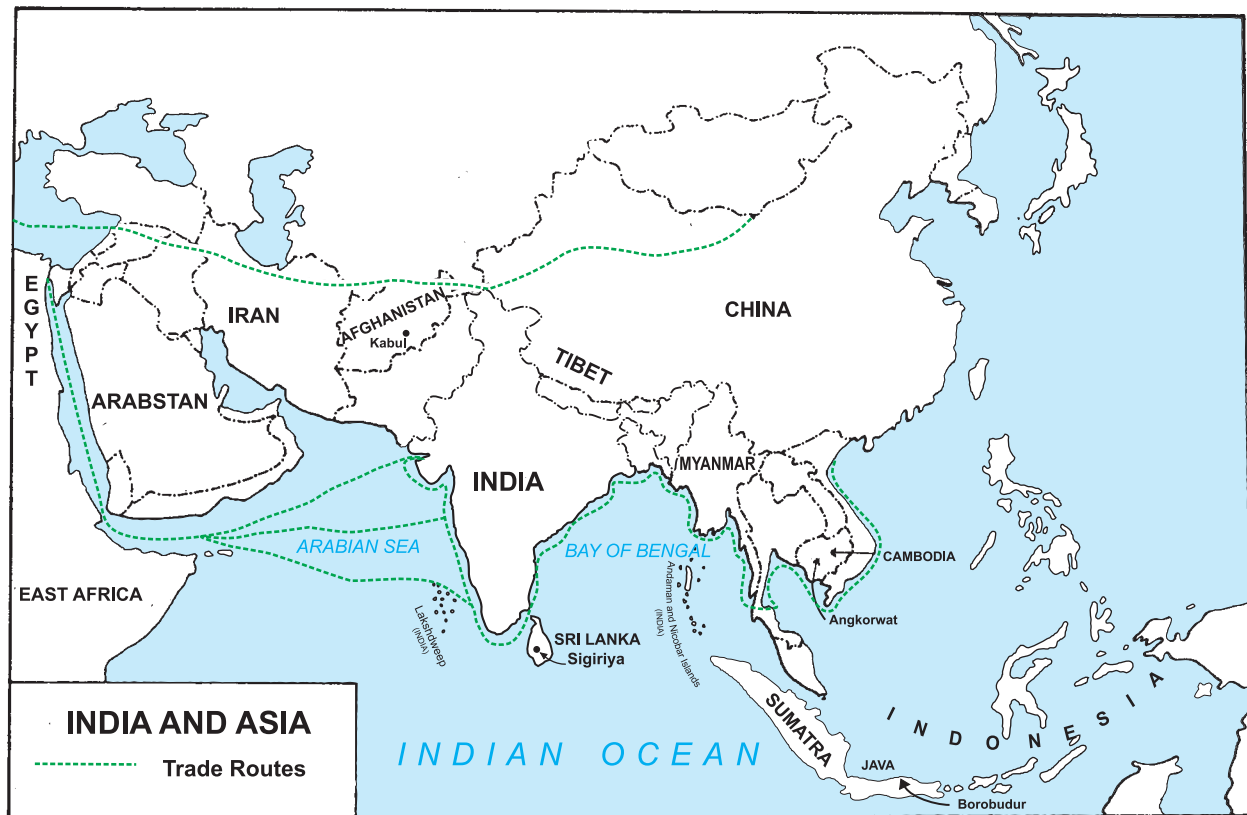 EGYPT
IRAN
AFGHANISTAN
Kabul
CHINA
TIBET
ARABSTAN
INDIA
MYANMAR
ARABIAN SEA
BAY OF BENGAL
CAMBODIA
EAST AFRICA
Lakshdweep
(INDIA)
Andaman and Nicobar Islands
(INDIA)
Angkorwat
SRI LANKA
Sigiriya
SUMATRA
INDONESIA
INDIA AND ASIA
Trade Routes
INDIAN OCEAN
JAVA
Borobudur